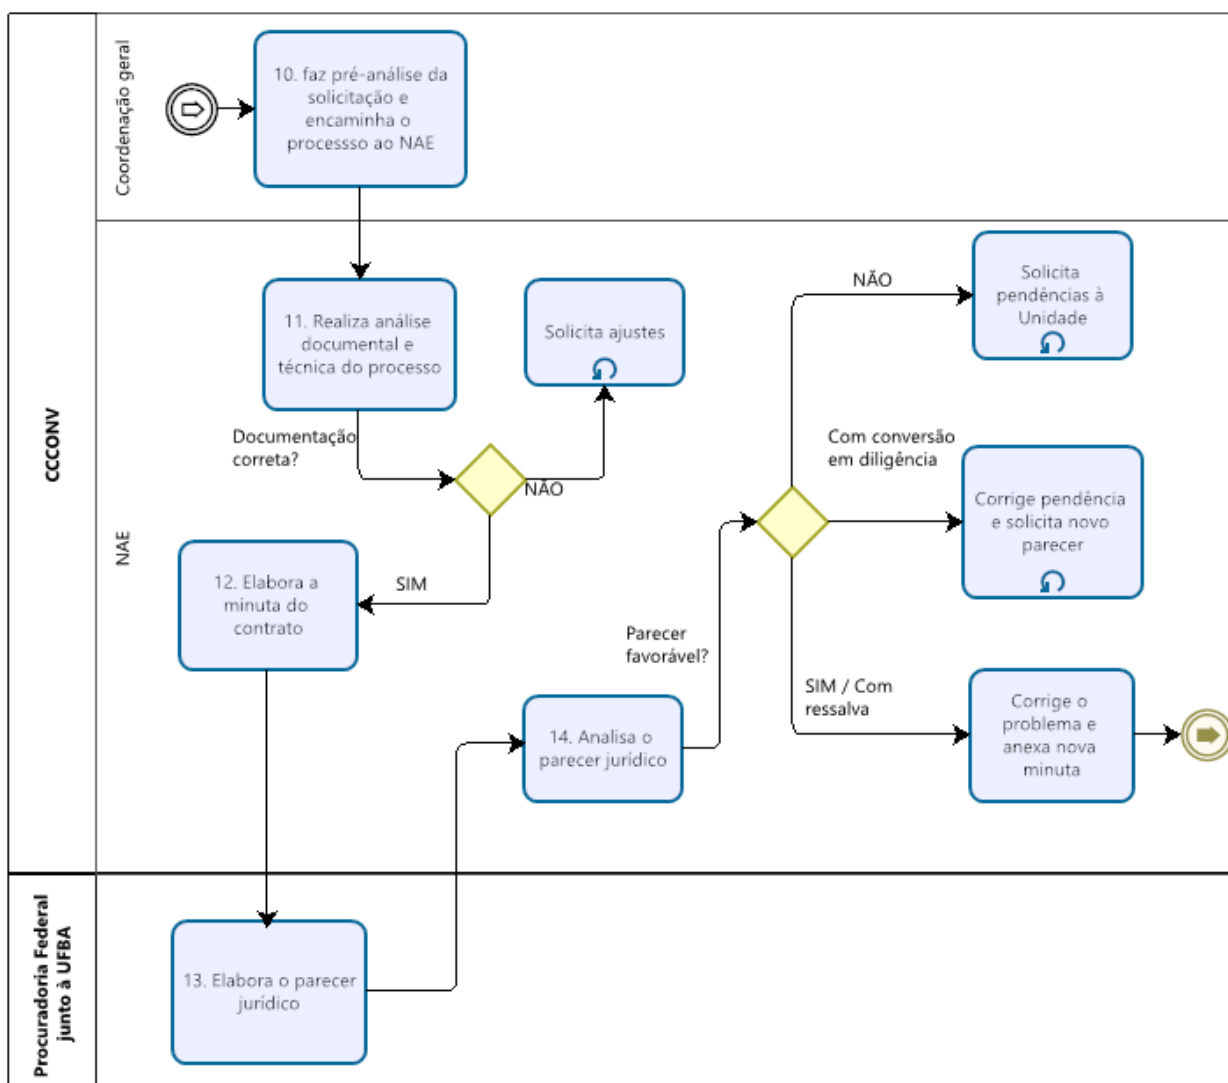 CCCONV
Coordenação geral
10. faz pré-análise da
solicitação e
encaminha o
processso ao NAE
NAE
11. Realiza análise
documental e
técnica do processo
Solicita ajustes
Documentação
correta?
NÃO
SIM
12. Elabora a
minuta do
contrato
14. Analisa o
parecer jurídico
Parecer
favorável?
NÃO
Solicita
pendências à
Unidade
Com conversão
em diligência
Corrige pendência
e solicita novo
parecer
SIM / Com
ressalva
Corrige o
problema e
anexa nova
minuta
Procuradoria Federal
junto à UFBA
13. Elabora o parecer
jurídico